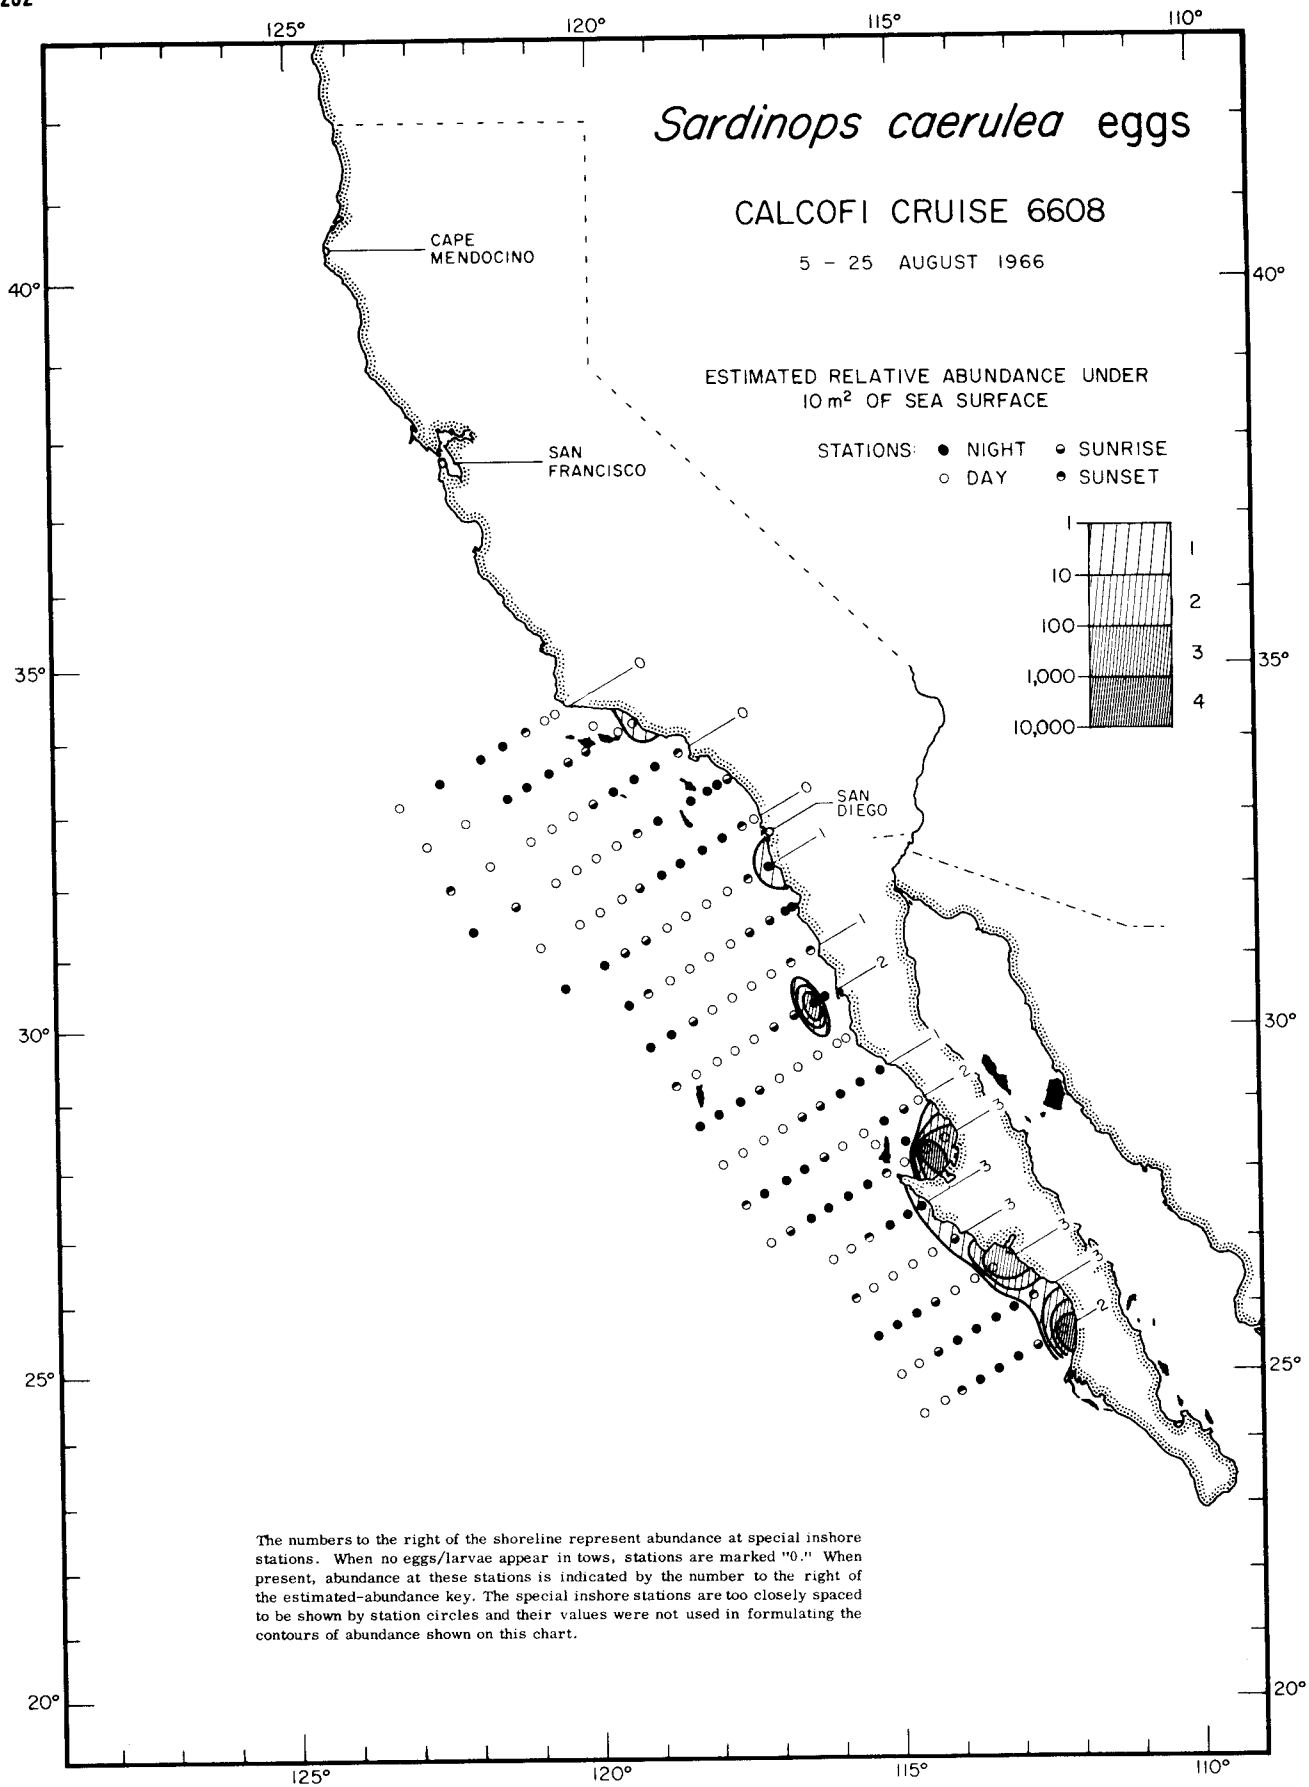 202
125° 120° 115° 110°
Sardinops caerulea eggs
CALCOFI CRUISE 6608
5 – 25 AUGUST 1966
CAPE
MENDOCINO
40° 40°
ESTIMATED RELATIVE ABUNDANCE UNDER
10 m² OF SEA SURFACE
STATIONS: ● NIGHT ◒ SUNRISE
○ DAY ◓ SUNSET
SAN
FRANCISCO
1
1
10
2
100
3
1,000
4
10,000
35° 35°
0
0
0
SAN
DIEGO
1
1
2
30° 30°
2
3
3
3
3
3
2
25° 25°
The numbers to the right of the shoreline represent abundance at special inshore
stations. When no eggs/larvae appear in tows, stations are marked "0." When
present, abundance at these stations is indicated by the number to the right of
the estimated-abundance key. The special inshore stations are too closely spaced
to be shown by station circles and their values were not used in formulating the
contours of abundance shown on this chart.
20° 20°
125° 120° 115° 110°